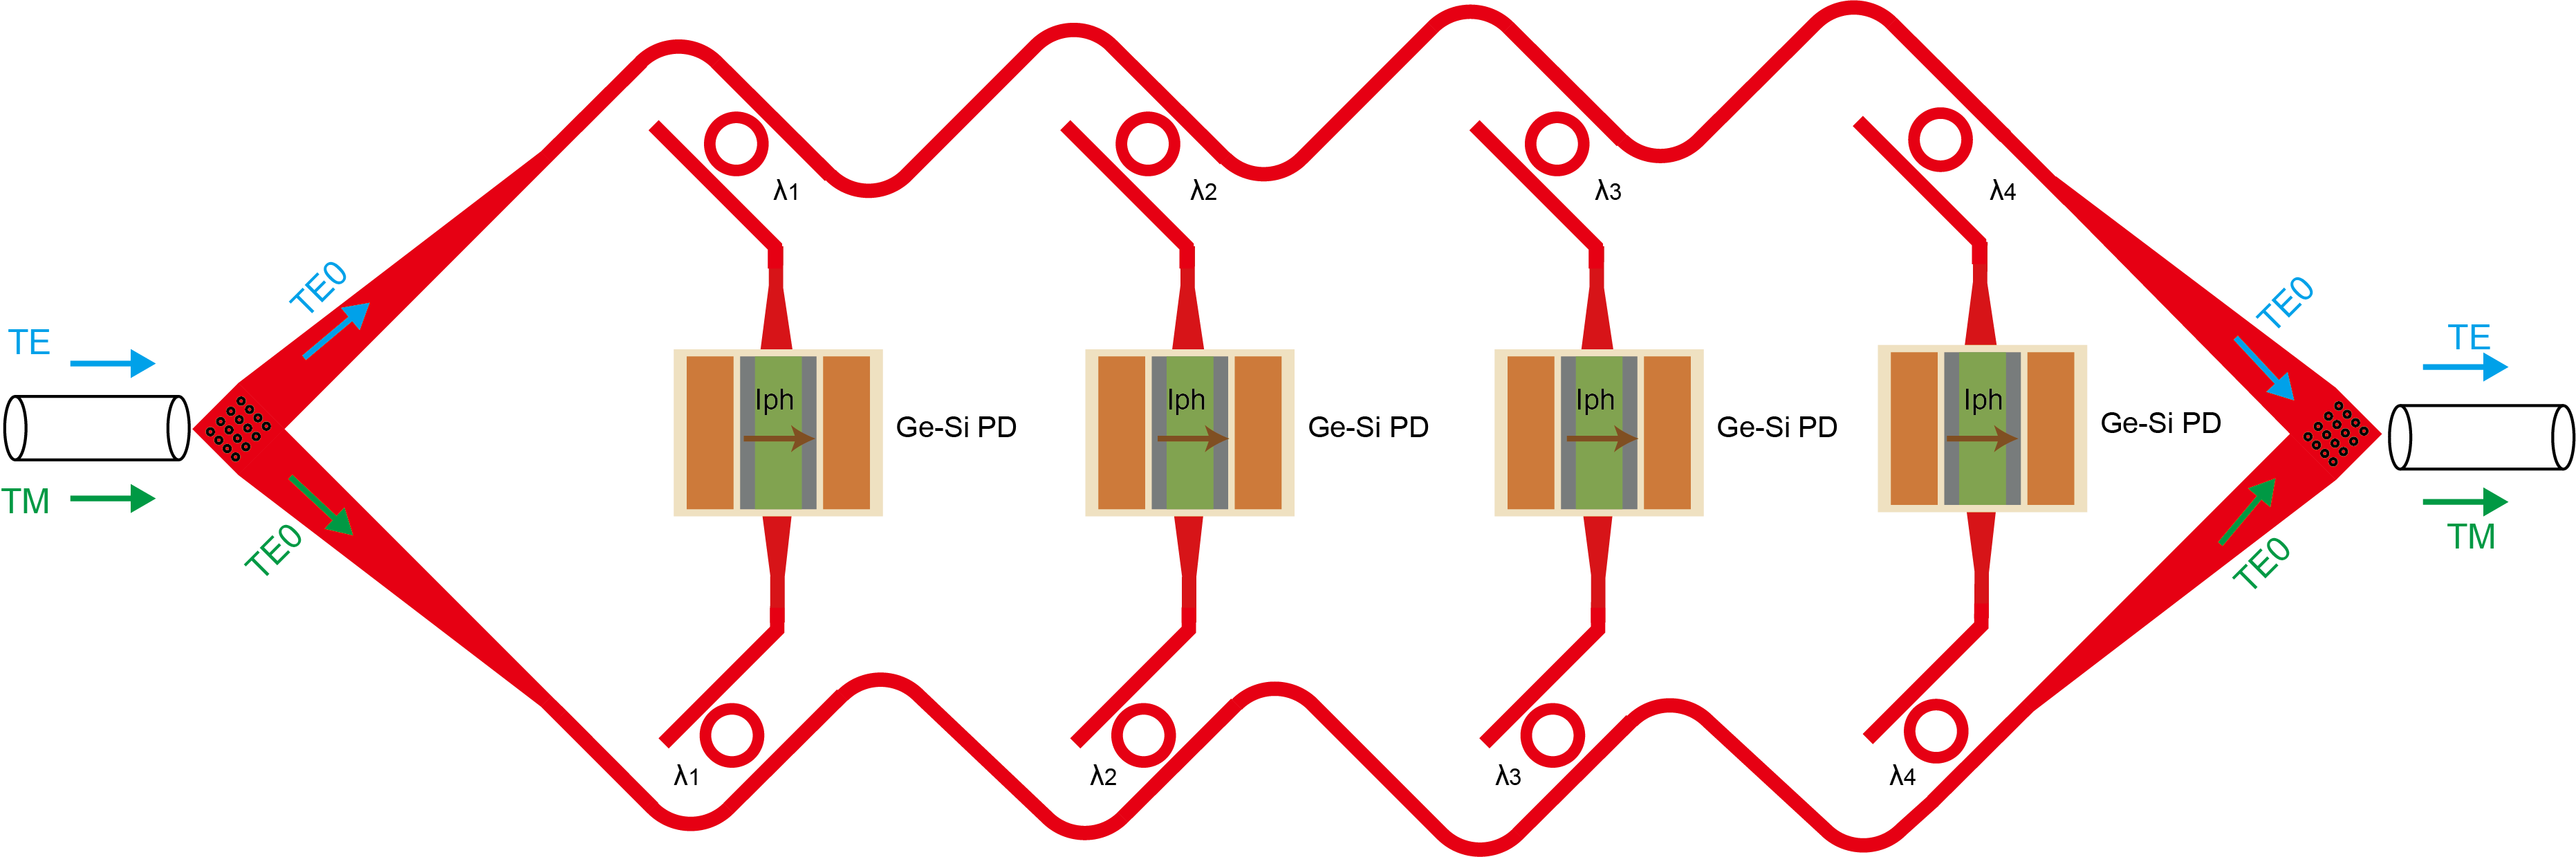 λ1
λ2
λ3
λ4
TE0
TE0
TE
TE
Iph
Iph
Iph
Iph
Ge-Si PD
Ge-Si PD
Ge-Si PD
Ge-Si PD
TM
TM
TE0
TE0
λ1
λ2
λ3
λ4